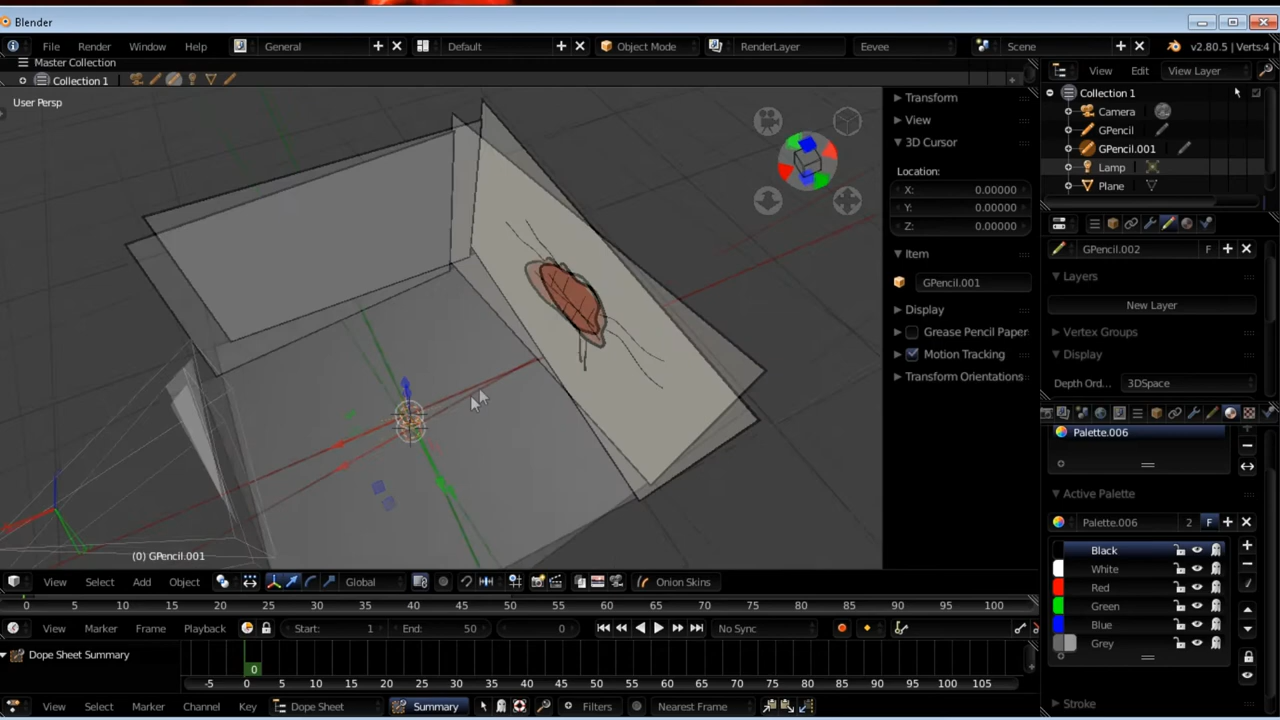 Blender
File Render Window Help General Default Object Mode RenderLayer Eevee Scene v2.80.5 | Verts:4 |
Master Collection
Collection 1
User Persp
(0) GPencil.001
Transform
View
3D Cursor
Location:
X: 0.00000
Y: 0.00000
Z: 0.00000
Item
GPencil.001
Display
Grease Pencil Paper
Motion Tracking
Transform Orientations
View Edit View Layer
Collection 1
Camera
GPencil
GPencil.001
Lamp
Plane
GPencil.002 F
Layers
New Layer
Vertex Groups
Display
Depth Ord... 3DSpace
Palette.006
Active Palette
Palette.006 2 F
Black
White
Red
Green
Blue
Grey
Stroke
View Select Add Object Global Onion Skins
0 5 10 15 20 25 30 35 40 45 50 55 60 65 70 75 80 85 90 95 100
View Marker Frame Playback Start: 1 End: 50 0 No Sync
Dope Sheet Summary
0
-5 0 5 10 15 20 25 30 35 40 45 50 55 60 65 70 75 80 85 90 95 100 105
View Select Marker Channel Key Dope Sheet Summary Filters Nearest Frame